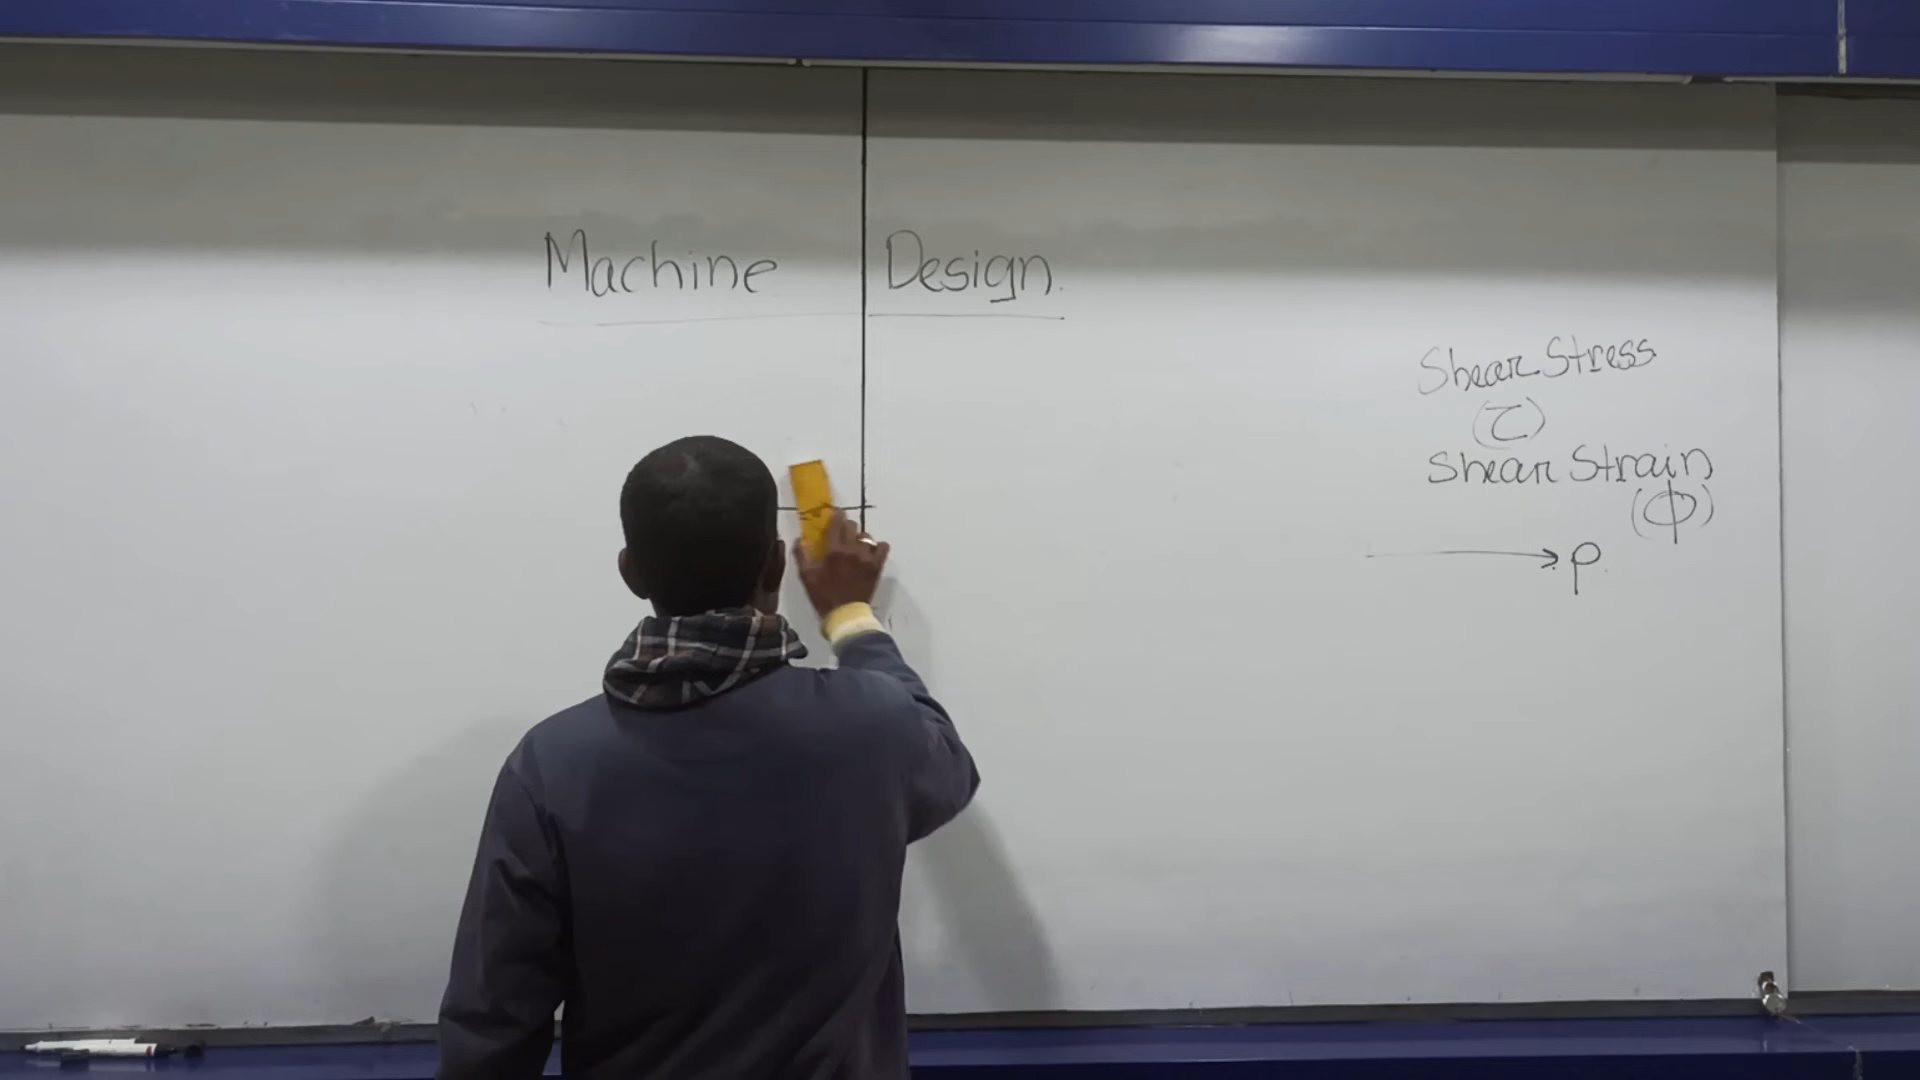 Machine Design.
Shear Stress
(τ)
Shear Strain
(ϕ)
→ P